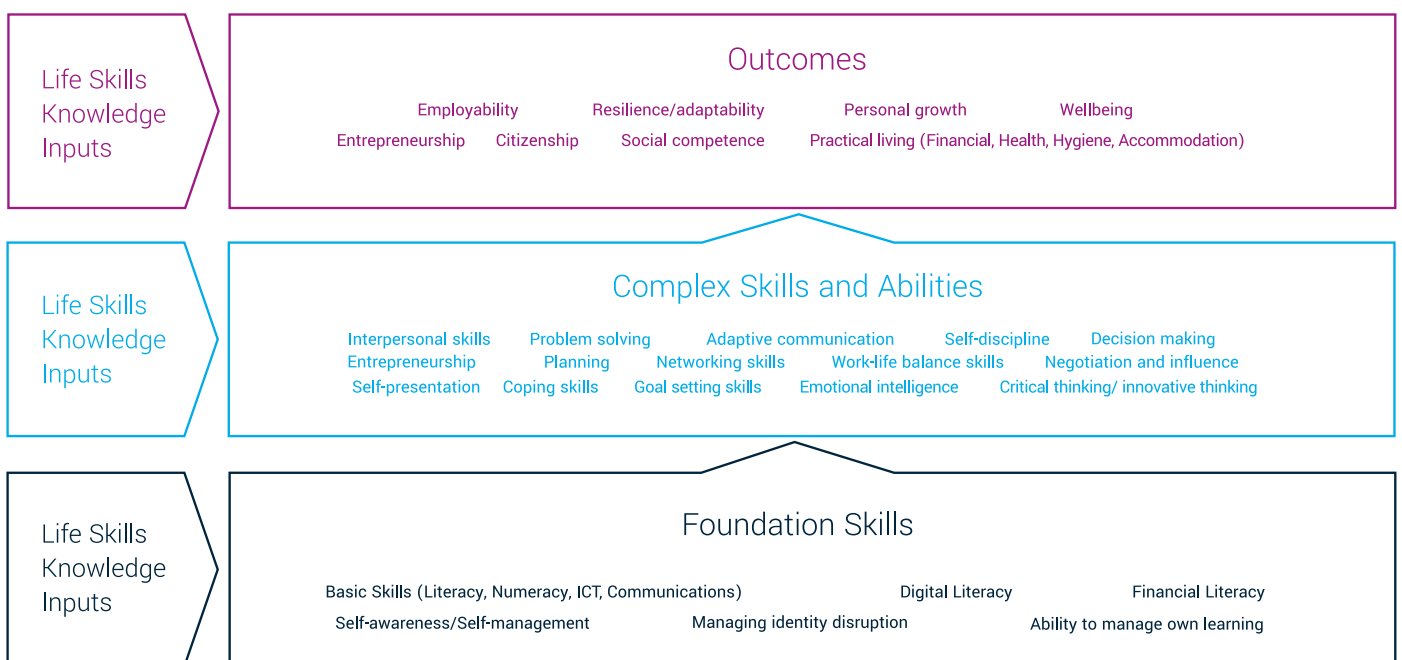 Life Skills
Knowledge
Inputs
Outcomes
Employability Resilience/adaptability Personal growth Wellbeing
Entrepreneurship Citizenship Social competence Practical living (Financial, Health, Hygiene, Accommodation)
Life Skills
Knowledge
Inputs
Complex Skills and Abilities
Interpersonal skills Problem solving Adaptive communication Self-discipline Decision making
Entrepreneurship Planning Networking skills Work-life balance skills Negotiation and influence
Self-presentation Coping skills Goal setting skills Emotional intelligence Critical thinking/ innovative thinking
Life Skills
Knowledge
Inputs
Foundation Skills
Basic Skills (Literacy, Numeracy, ICT, Communications) Digital Literacy Financial Literacy
Self-awareness/Self-management Managing identity disruption Ability to manage own learning